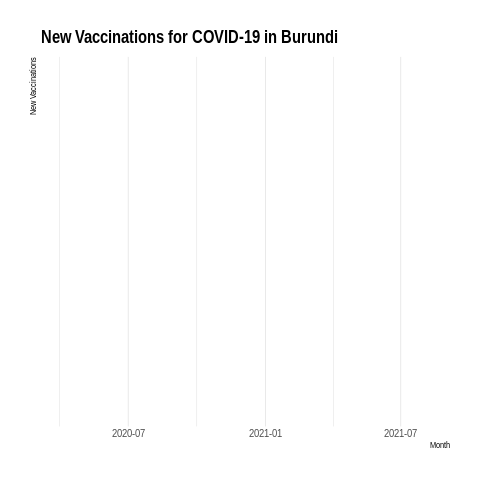 New Vaccinations for COVID-19 in Burundi
New Vaccinations
2020-07
2021-01
2021-07
Month